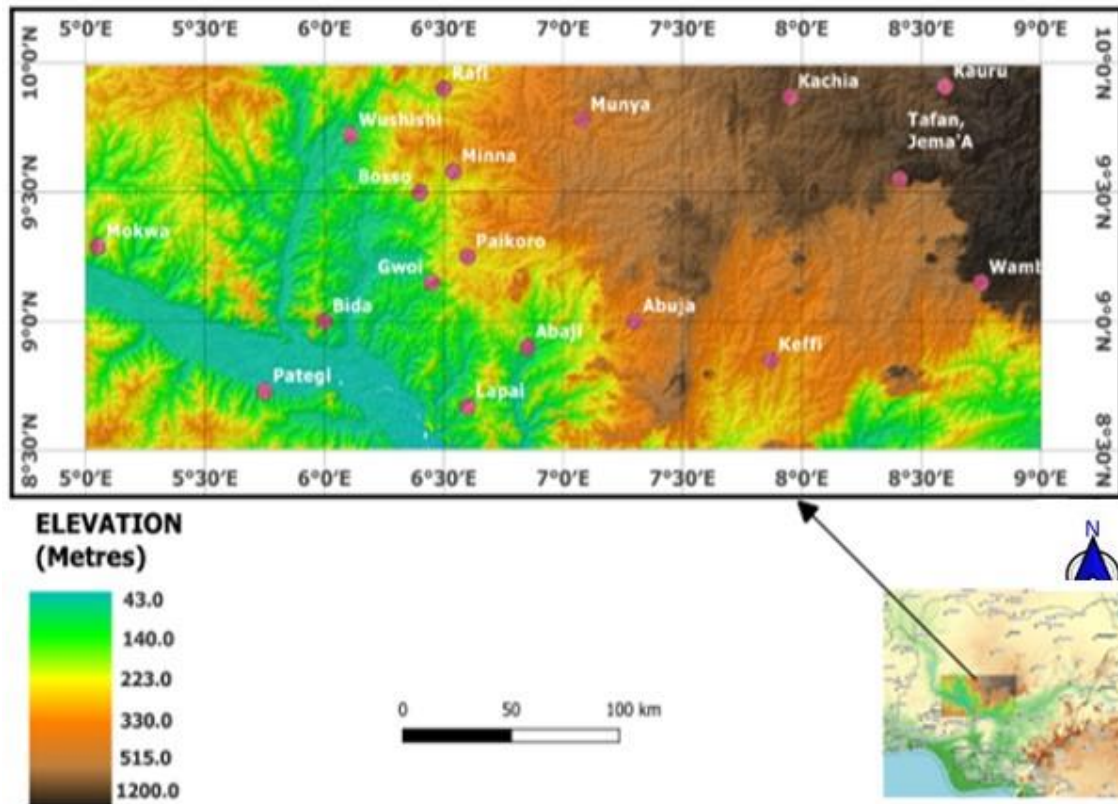 5°0'E 5°30'E 6°0'E 6°30'E 7°0'E 7°30'E 8°0'E 8°30'E 9°0'E
10°0'N 10°0'N
Rafi Kachia Kauru
Wushishi Munya Tafan,
Jema'A
Minna
Bosso
9°30'N 9°30'N
Mokwa Paikoro
Gwoi Wamb
Bida Abuja
9°0'N 9°0'N
Abaji Keffi
Pategi Lapai
8°30'N 8°30'N
5°0'E 5°30'E 6°0'E 6°30'E 7°0'E 7°30'E 8°0'E 8°30'E 9°0'E
ELEVATION
(Metres)
43.0
140.0
223.0
330.0
515.0
1200.0
0 50 100 km
N